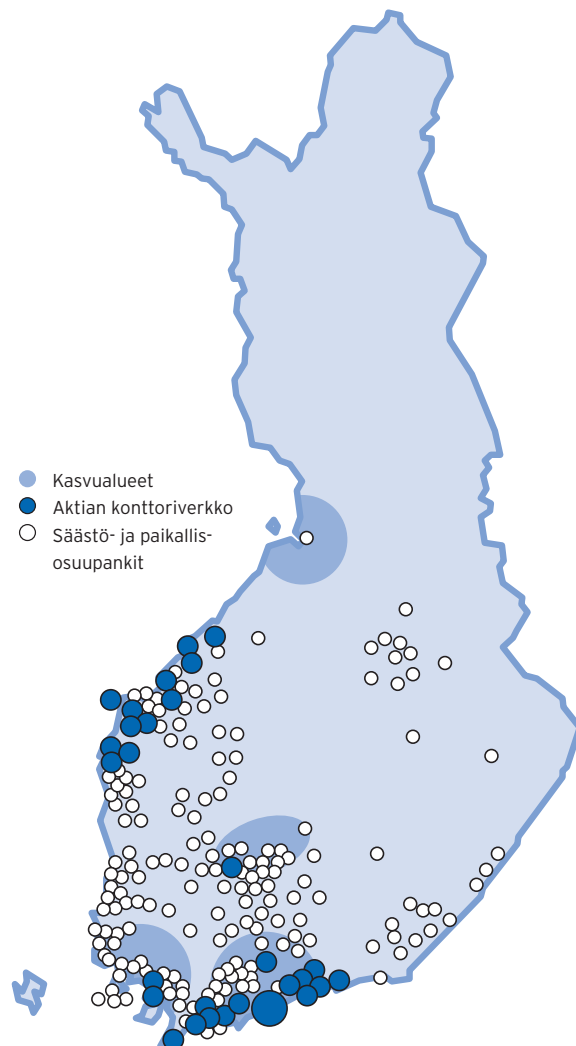 Kasvualueet
Aktian konttoriverkko
Säästö- ja paikallis-
osuupankit